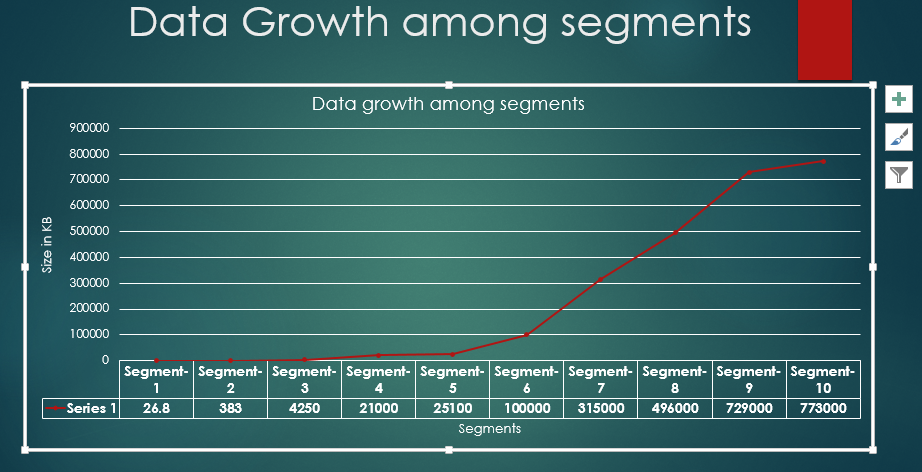 Data Growth among segments
Data growth among segments
900000
800000
700000
600000
500000
400000
300000
200000
100000
0
Size in KB
Segment-1 Segment-2 Segment-3 Segment-4 Segment-5 Segment-6 Segment-7 Segment-8 Segment-9 Segment-10
Series 1 26.8 383 4250 21000 25100 100000 315000 496000 729000 773000
Segments